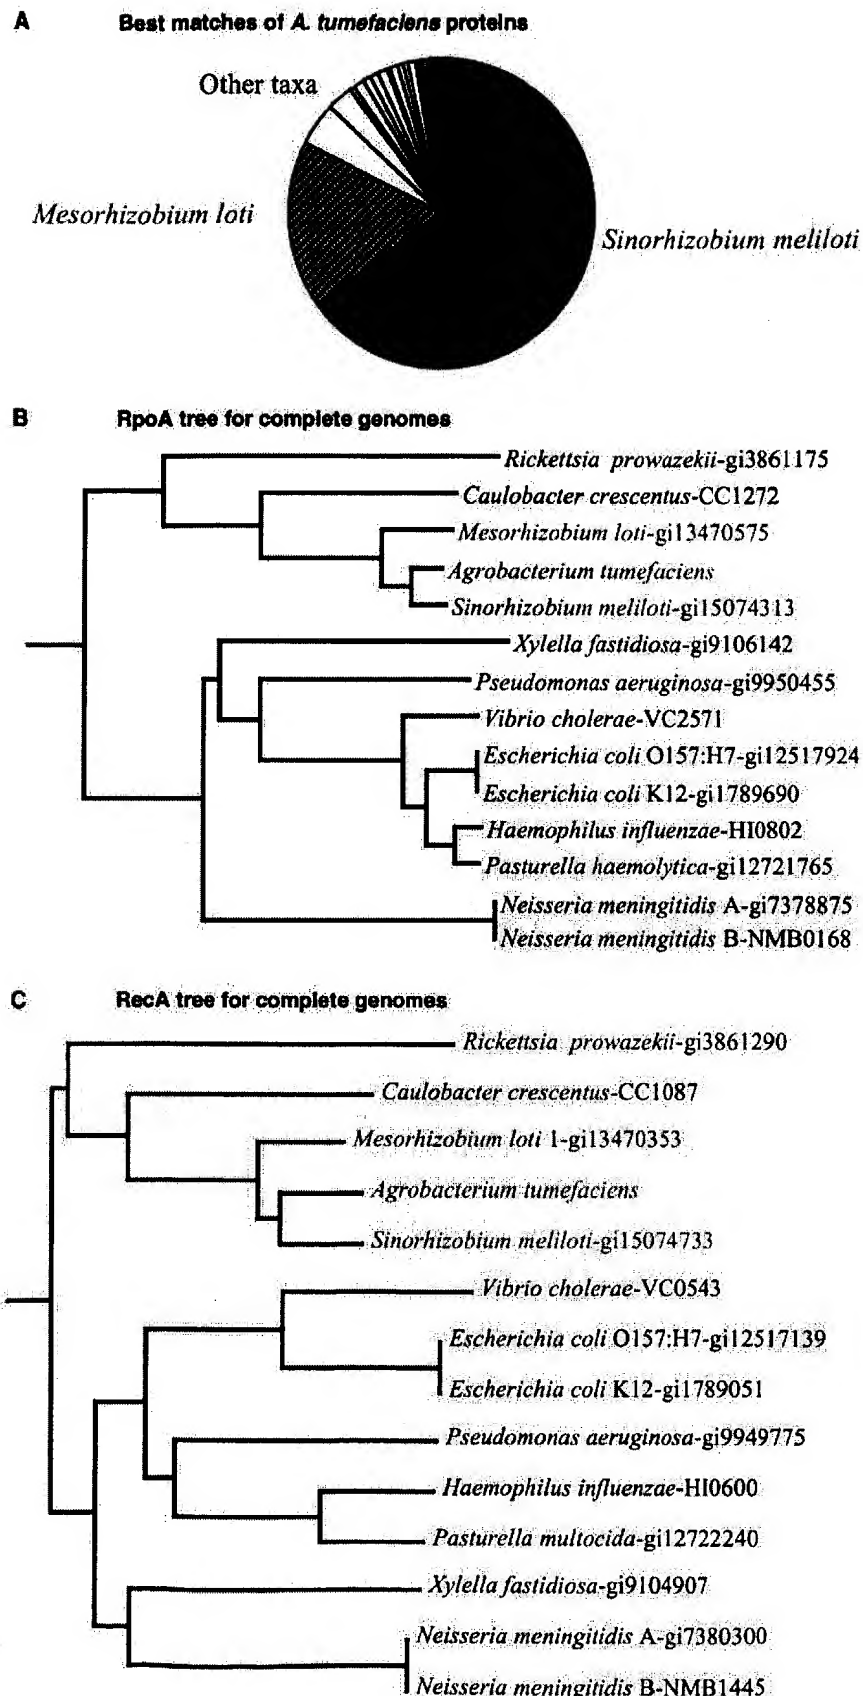 A Best matches of A. tumefaciens proteins
Other taxa
Mesorhizobium loti
Sinorhizobium meliloti
B RpoA tree for complete genomes
Rickettsia prowazekii-gi3861175
Caulobacter crescentus-CC1272
Mesorhizobium loti-gi13470575
Agrobacterium tumefaciens
Sinorhizobium meliloti-gi15074313
Xylella fastidiosa-gi9106142
Pseudomonas aeruginosa-gi9950455
Vibrio cholerae-VC2571
Escherichia coli O157:H7-gi12517924
Escherichia coli K12-gi1789690
Haemophilus influenzae-HI0802
Pasturella haemolytica-gi12721765
Neisseria meningitidis A-gi7378875
Neisseria meningitidis B-NMB0168
C RecA tree for complete genomes
Rickettsia prowazekii-gi3861290
Caulobacter crescentus-CC1087
Mesorhizobium loti 1-gi13470353
Agrobacterium tumefaciens
Sinorhizobium meliloti-gi15074733
Vibrio cholerae-VC0543
Escherichia coli O157:H7-gi12517139
Escherichia coli K12-gi1789051
Pseudomonas aeruginosa-gi9949775
Haemophilus influenzae-HI0600
Pasturella multocida-gi12722240
Xylella fastidiosa-gi9104907
Neisseria meningitidis A-gi7380300
Neisseria meningitidis B-NMB1445